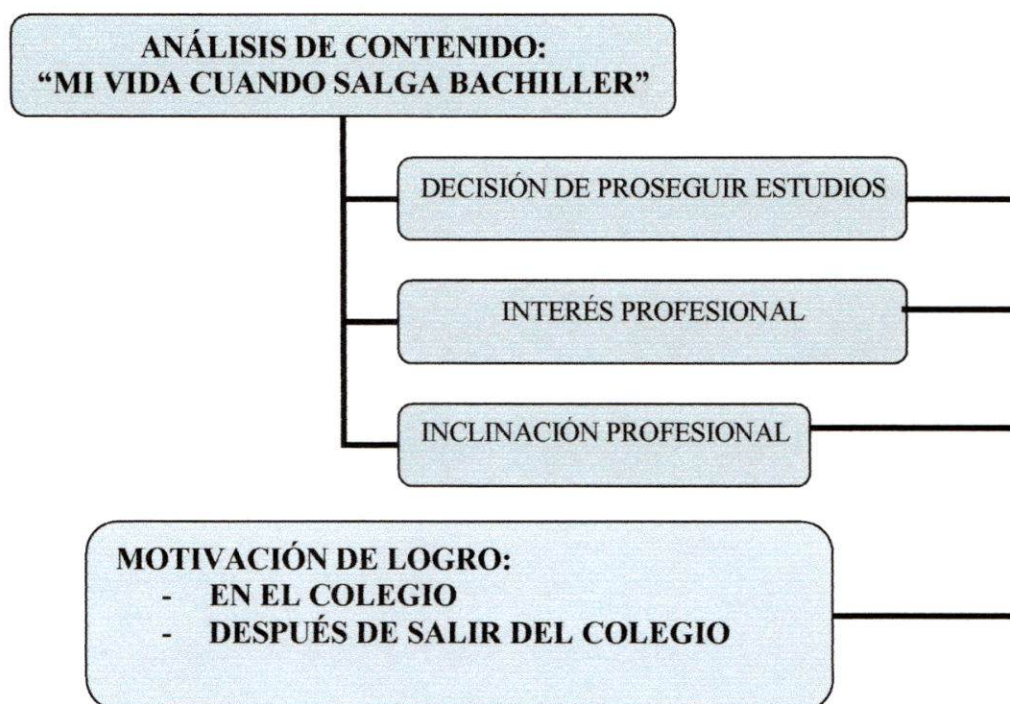 ANÁLISIS DE CONTENIDO:
“MI VIDA CUANDO SALGA BACHILLER”
DECISIÓN DE PROSEGUIR ESTUDIOS
INTERÉS PROFESIONAL
INCLINACIÓN PROFESIONAL
MOTIVACIÓN DE LOGRO:
- EN EL COLEGIO
- DESPUÉS DE SALIR DEL COLEGIO